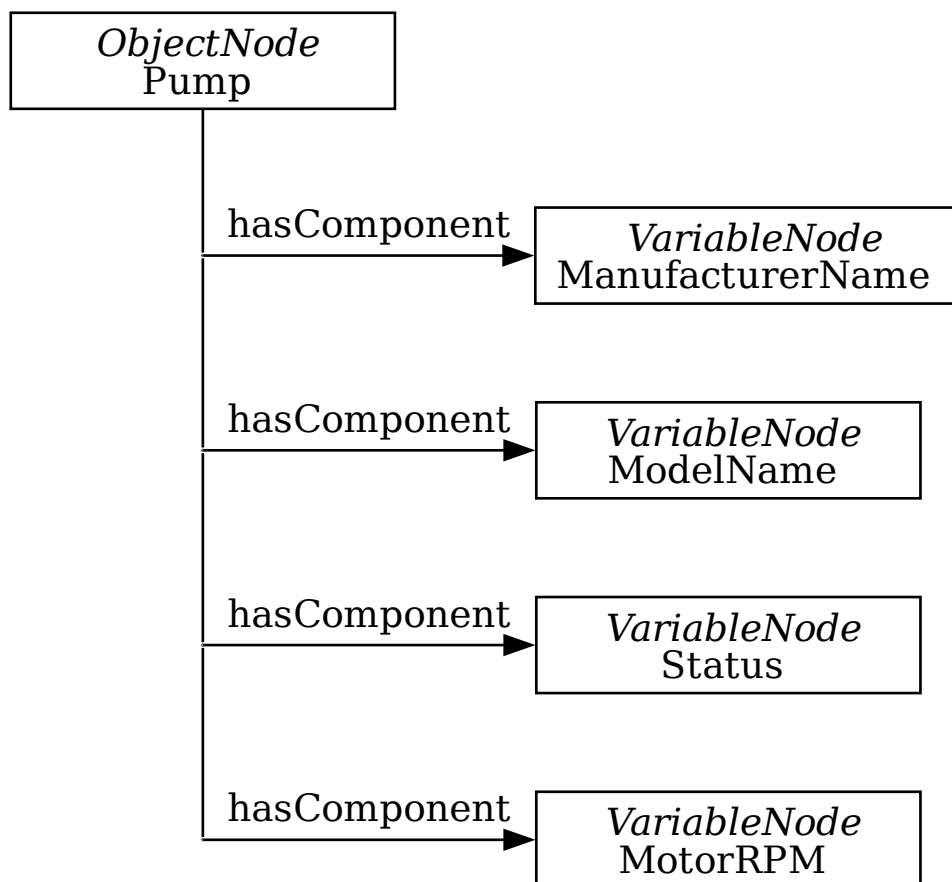 ObjectNode
Pump
hasComponent
VariableNode
ManufacturerName
hasComponent
VariableNode
ModelName
hasComponent
VariableNode
Status
hasComponent
VariableNode
MotorRPM